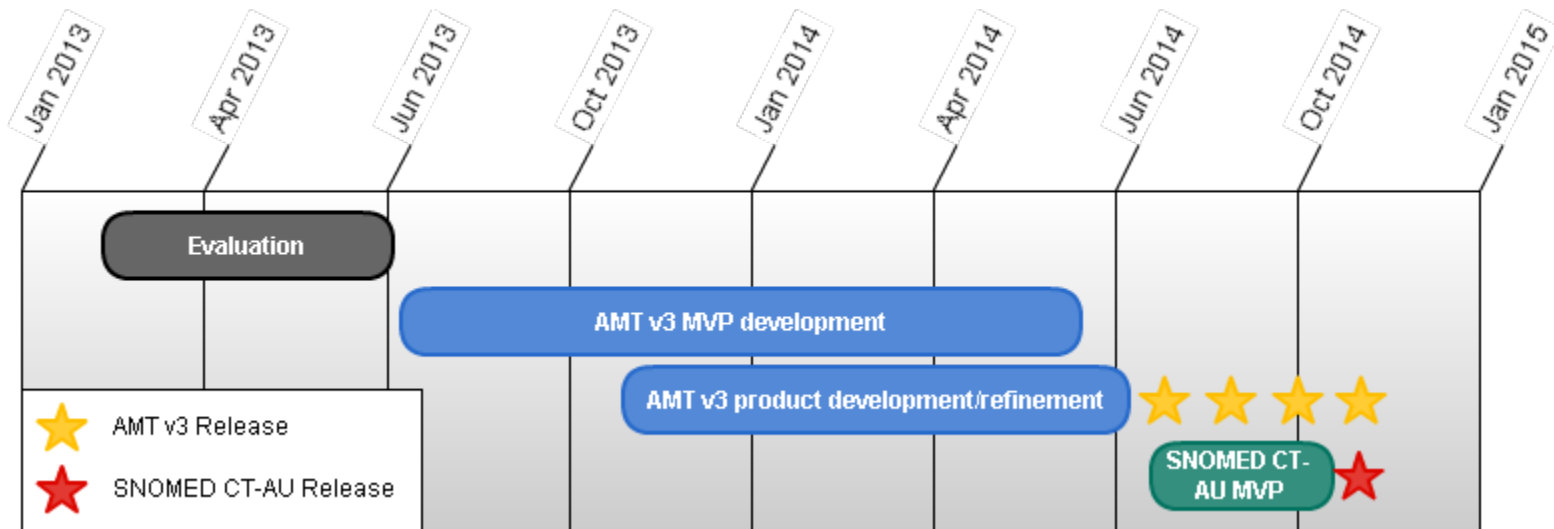 Jan 2013
Apr 2013
Jun 2013
Oct 2013
Jan 2014
Apr 2014
Jun 2014
Oct 2014
Jan 2015
Evaluation
AMT v3 MVP development
AMT v3 product development/refinement
AMT v3 Release
SNOMED CT-
AU MVP
SNOMED CT-AU Release